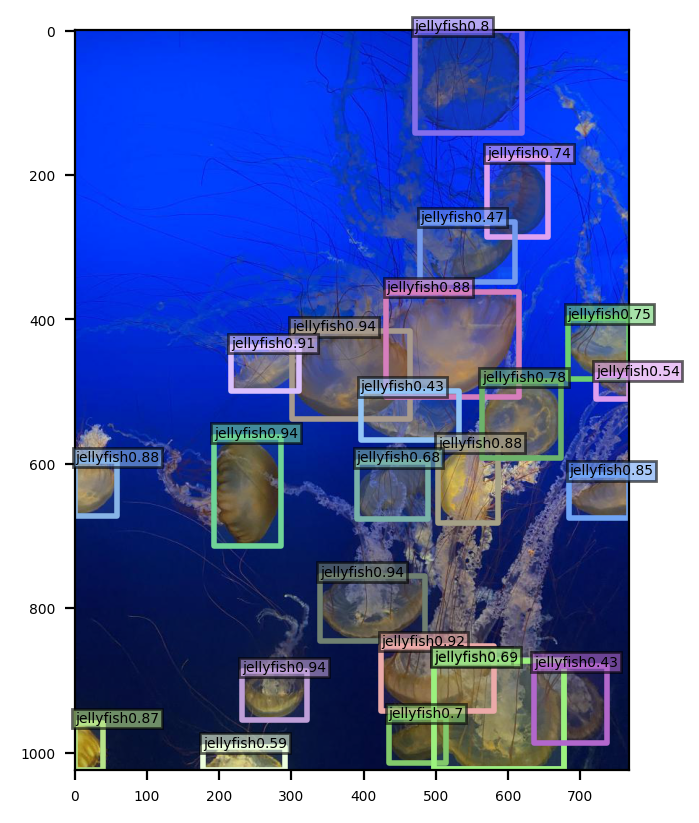 jellyfish0.8
0
jellyfish0.74
200
jellyfish0.47
jellyfish0.88
jellyfish0.75
jellyfish0.94
400
jellyfish0.91
jellyfish0.54
jellyfish0.78
jellyfish0.43
jellyfish0.94
jellyfish0.88
jellyfish0.88
jellyfish0.68
600
jellyfish0.85
jellyfish0.94
800
jellyfish0.92
jellyfish0.69
jellyfish0.43
jellyfish0.94
jellyfish0.87
jellyfish0.7
jellyfish0.59
1000
0 100 200 300 400 500 600 700